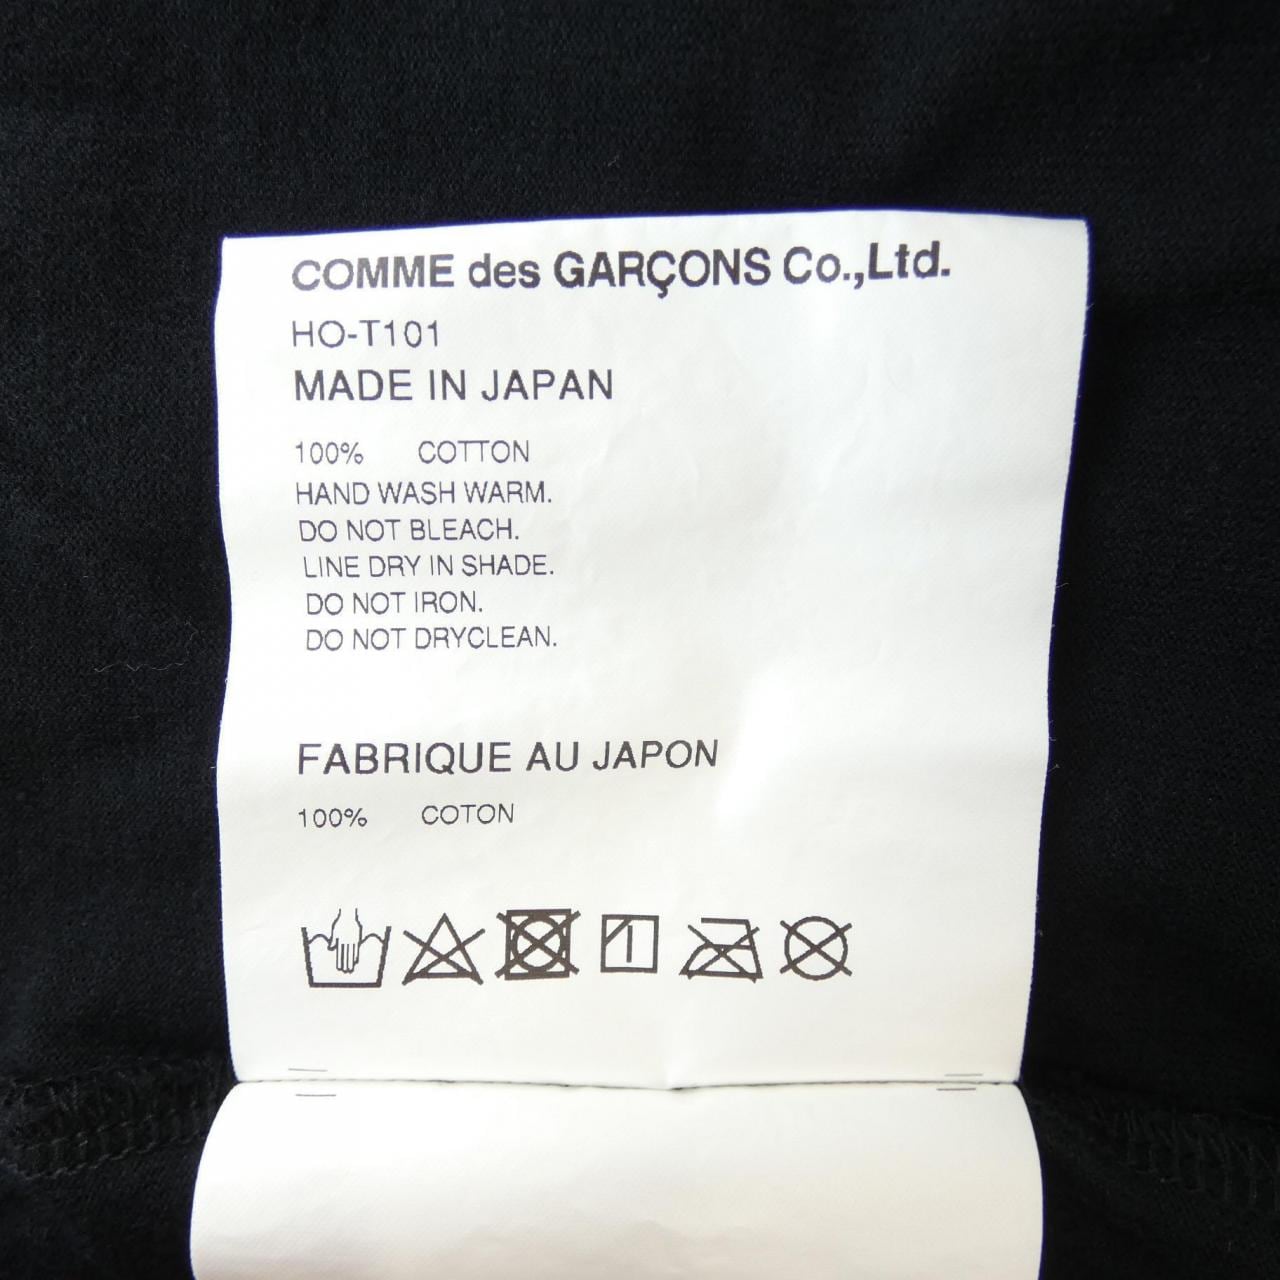 COMME des GARÇONS Co.,Ltd.
HO-T101
MADE IN JAPAN
100% COTTON
HAND WASH WARM.
DO NOT BLEACH.
LINE DRY IN SHADE.
DO NOT IRON.
DO NOT DRYCLEAN.
FABRIQUE AU JAPON
100% COTON